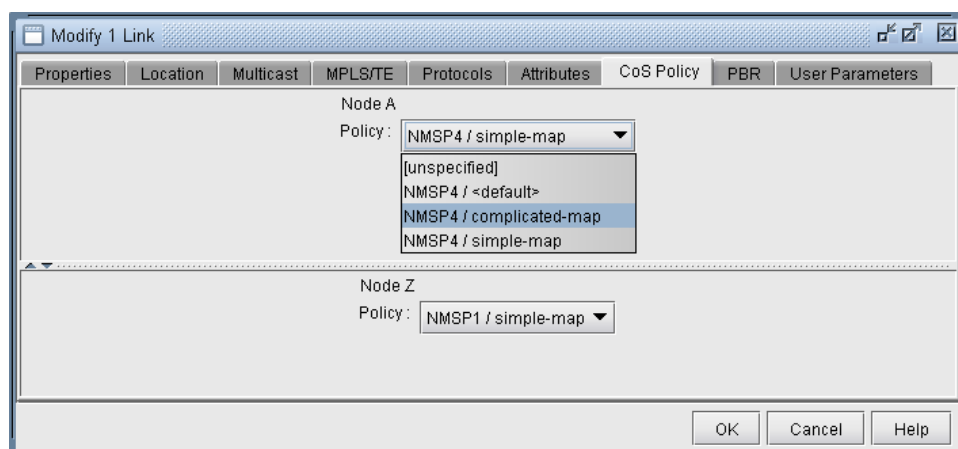 Modify 1 Link
Properties Location Multicast MPLS/TE Protocols Attributes CoS Policy PBR User Parameters
Node A
Policy : NMSP4 / simple-map
[unspecified]
NMSP4 / <default>
NMSP4 / complicated-map
NMSP4 / simple-map
Node Z
Policy : NMSP1 / simple-map
OK Cancel Help